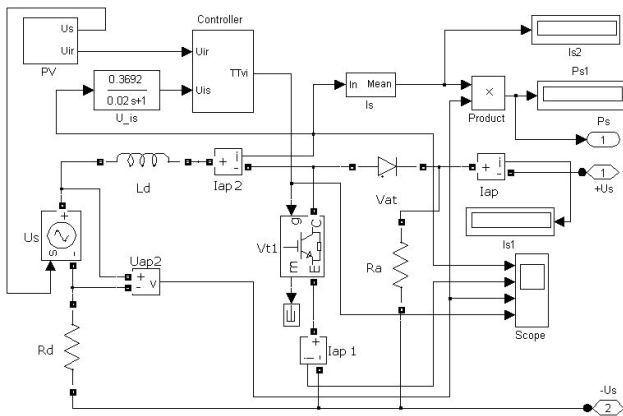 Controller
Us
Uir
PV
Uir
TTvi
Uis
0.3692
0.02 s+1
U_is
In Mean
Is
×
Product
Is2
Ps1
Ps
1
Ld
+ i -
Iap 2
Vat
+ i -
Iap
1
+Us
Is1
+
Us
-
s
g C
Vt1
m E
E
Ra
Uap2
+ v -
Scope
Rd
+ i -
Iap 1
-Us
2